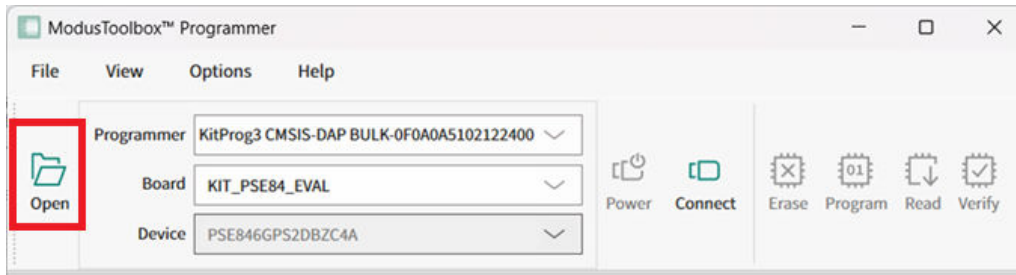 ModusToolbox™ Programmer
File View Options Help
Open
Programmer KitProg3 CMSIS-DAP BULK-0F0A0A5102122400
Board KIT_PSE84_EVAL
Device PSE846GPS2DBZC4A
Power Connect Erase Program Read Verify
01